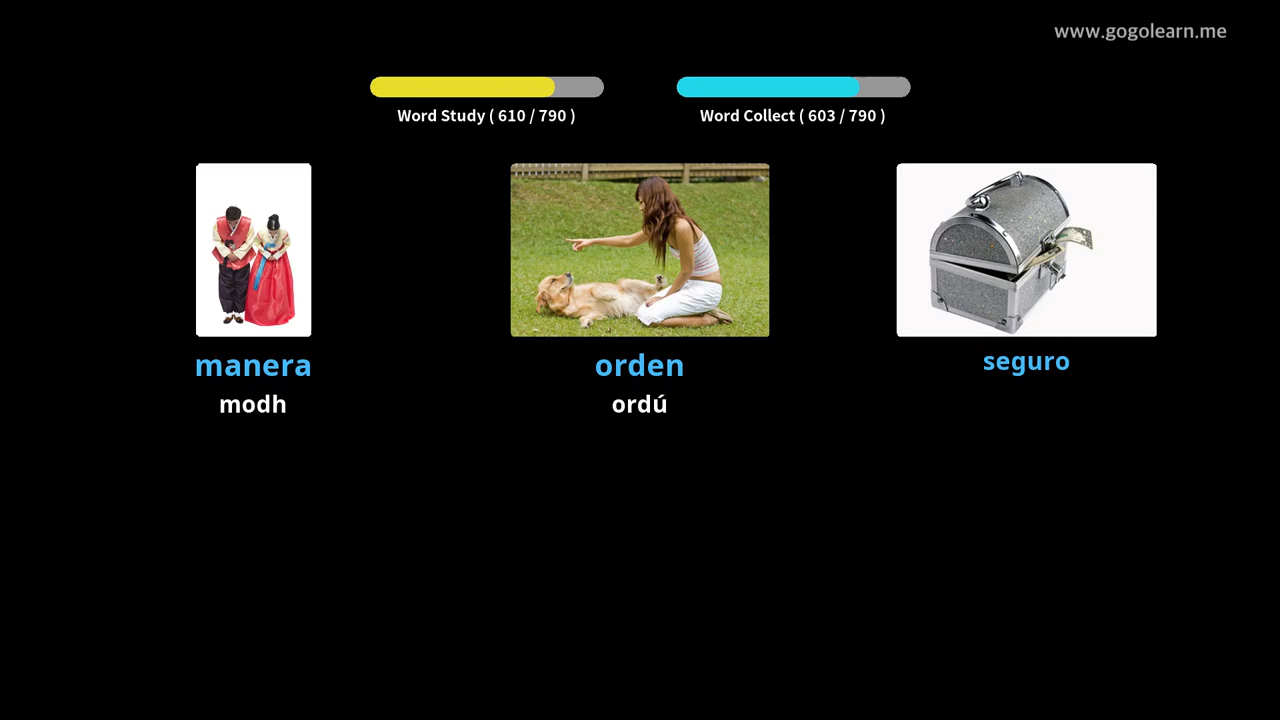 www.gogolearn.me
Word Study ( 610 / 790 )
Word Collect ( 603 / 790 )
manera
modh
orden
ordú
seguro